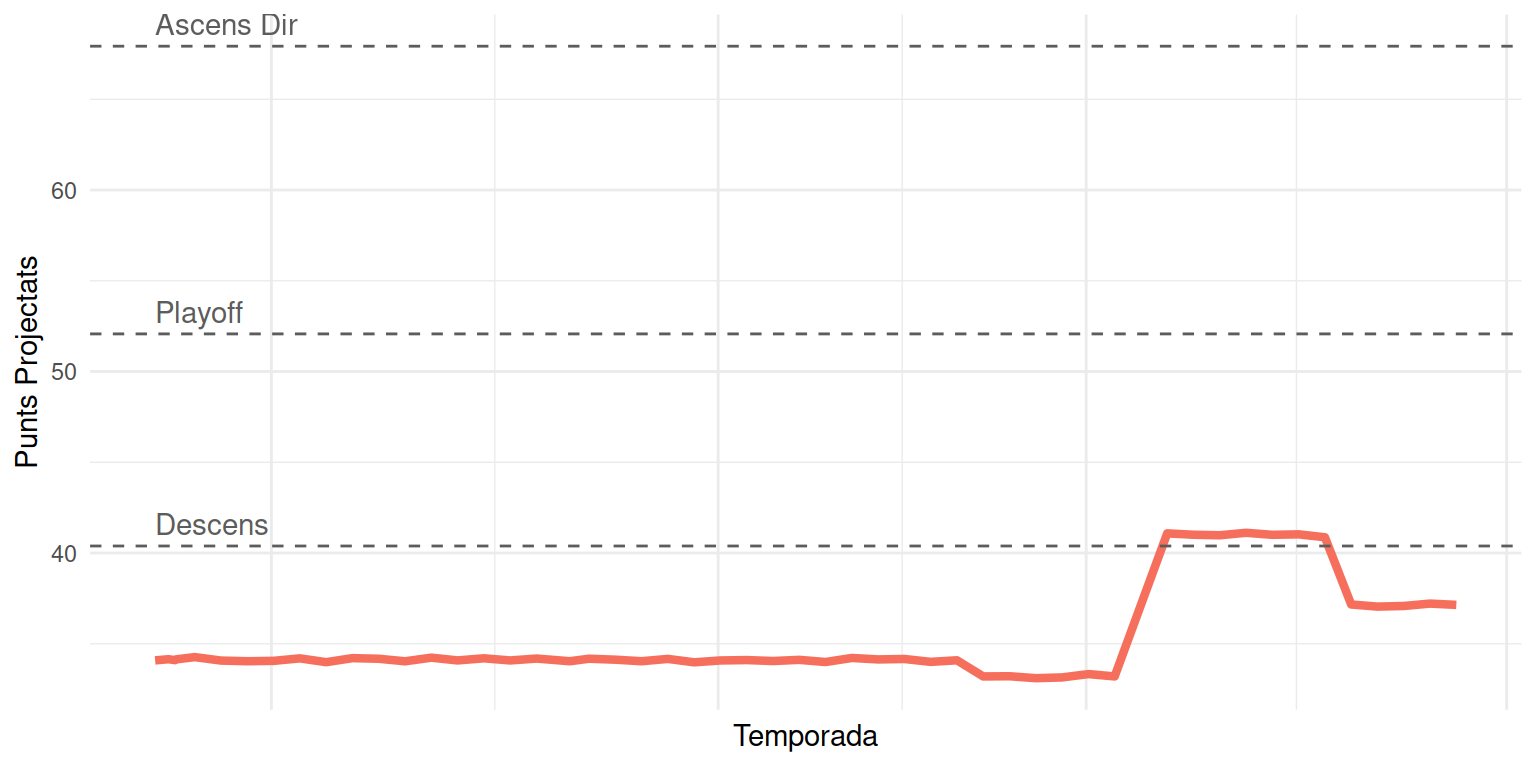 Ascens Dir
60
Playoff
50
Descens
40
Punts Projectats
Temporada